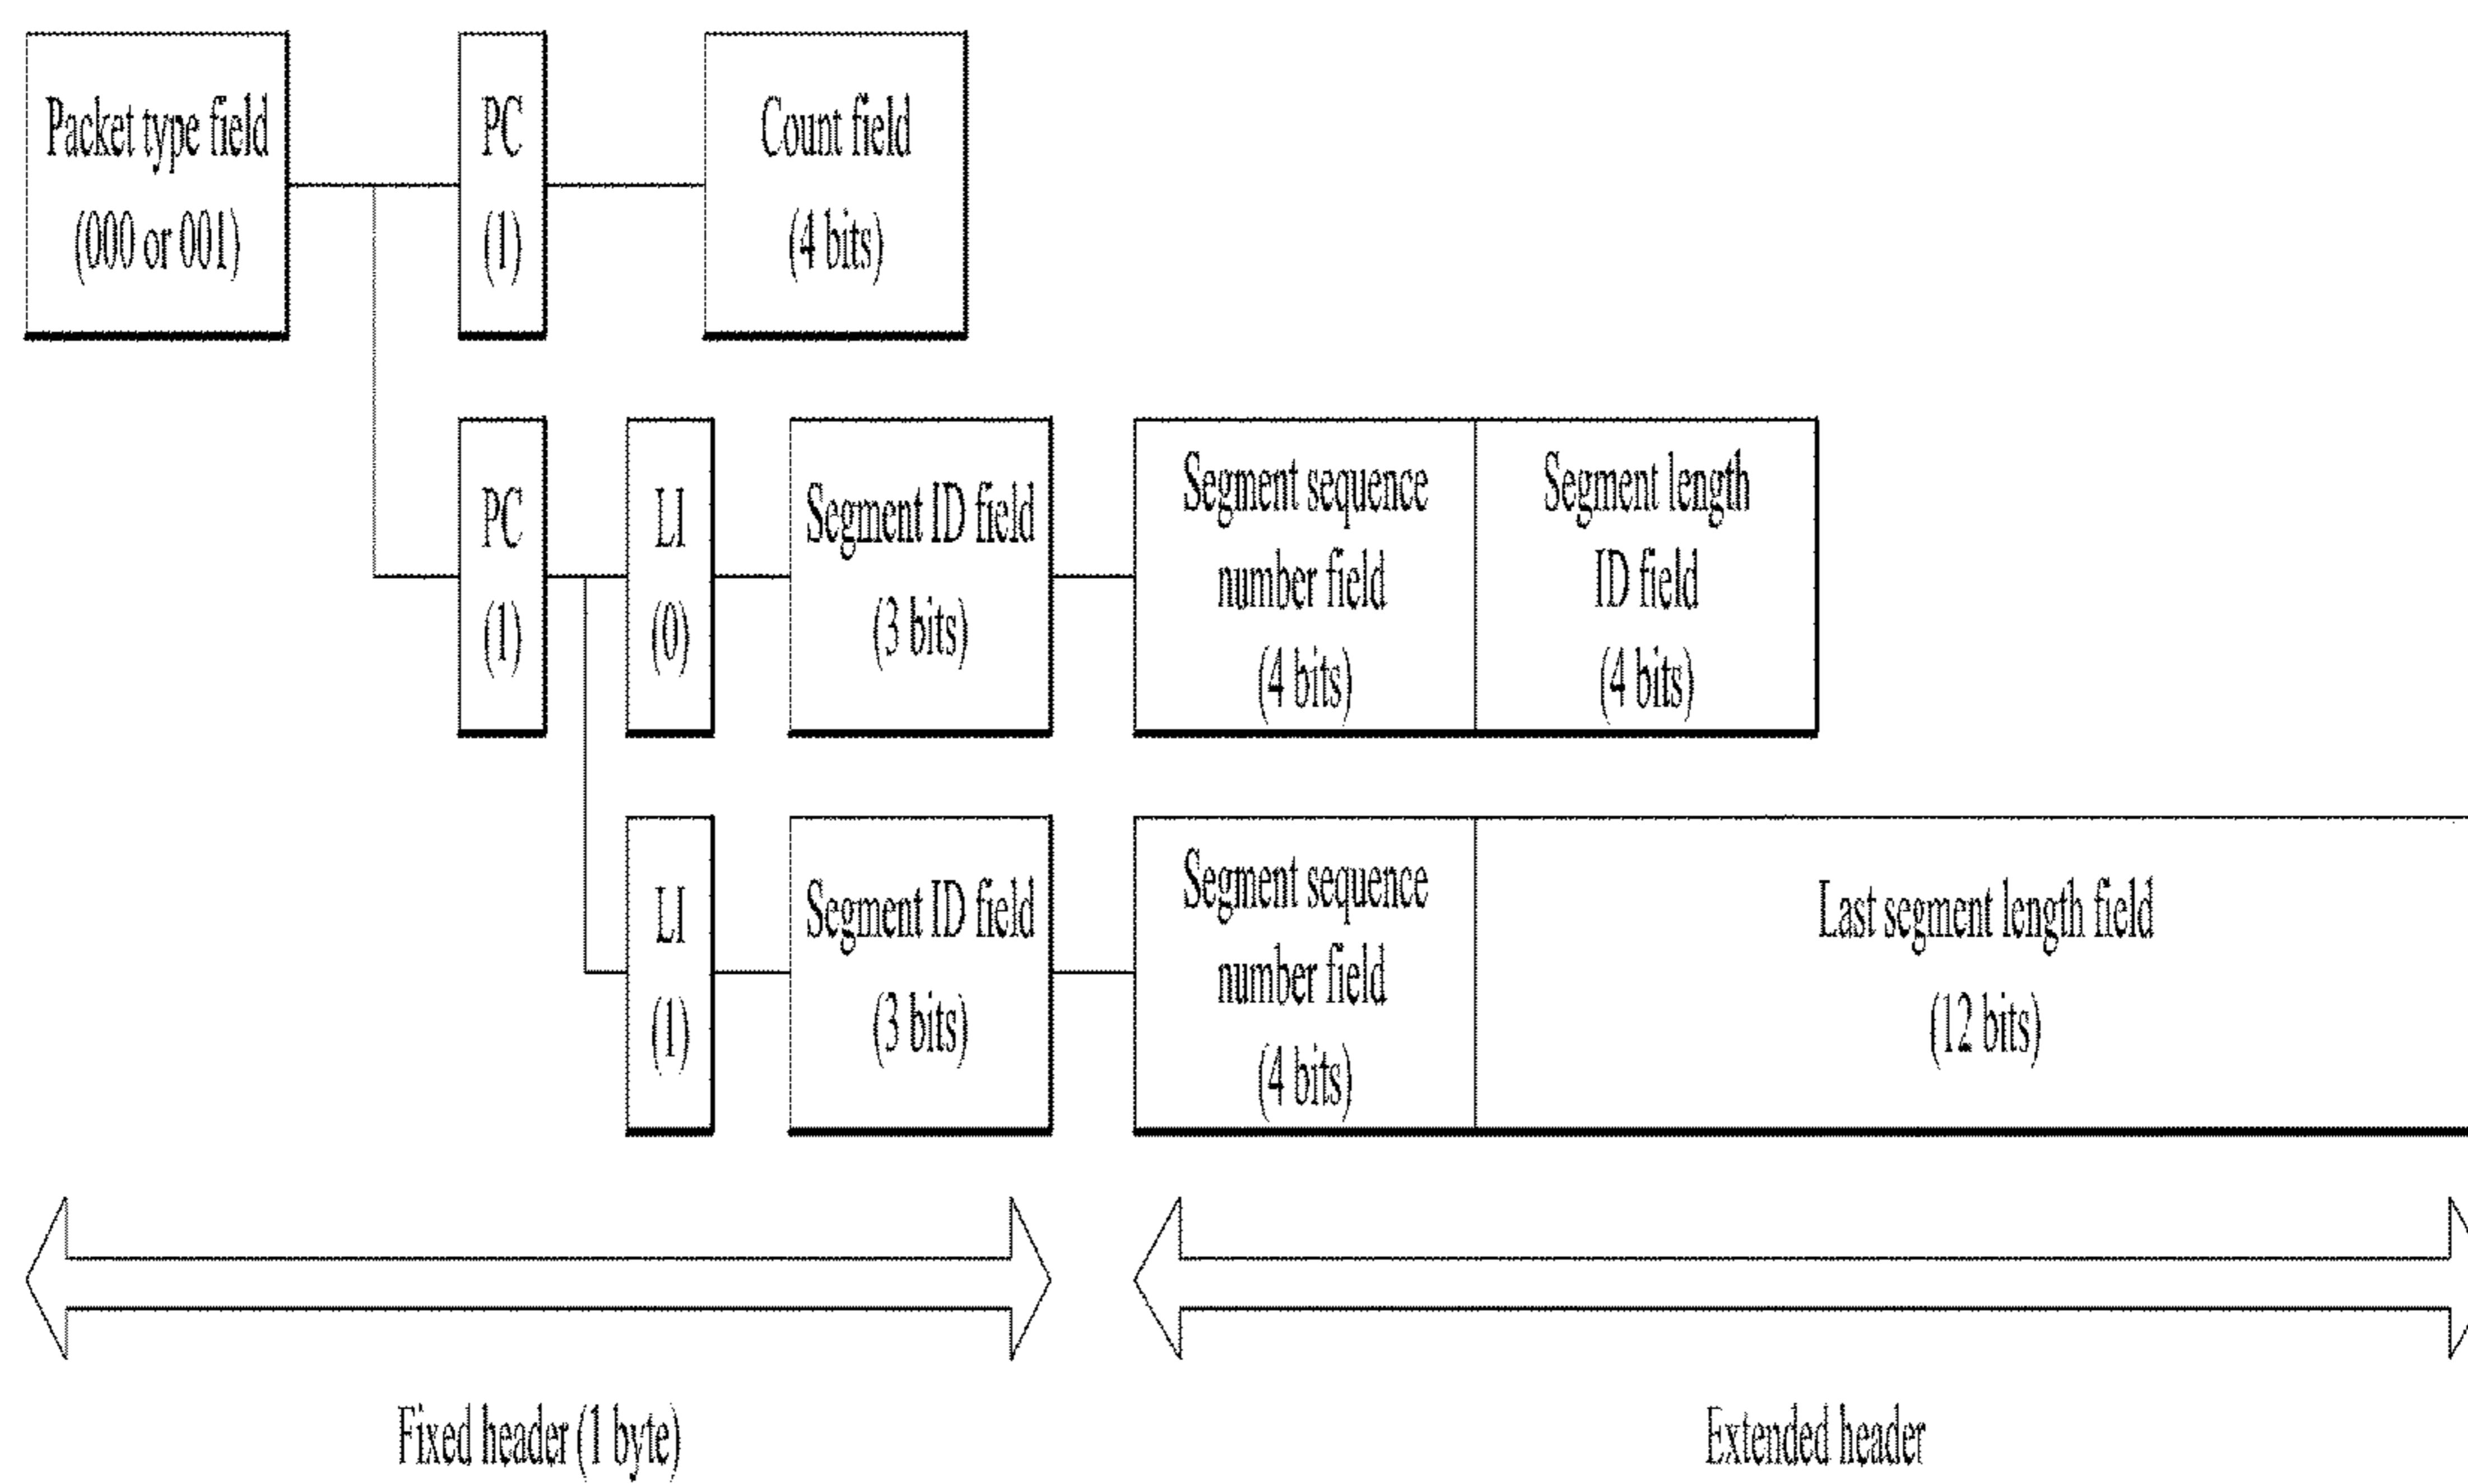 Packet type field
(000 or 001)
PC
(1)
Count field
(4 bits)
PC
(1)
LI
(0)
Segment ID field
(3 bits)
Segment sequence
number field
(4 bits)
Segment length
ID field
(4 bits)
LI
(1)
Segment ID field
(3 bits)
Segment sequence
number field
(4 bits)
Last segment length field
(12 bits)
Fixed header (1 byte)
Extended header